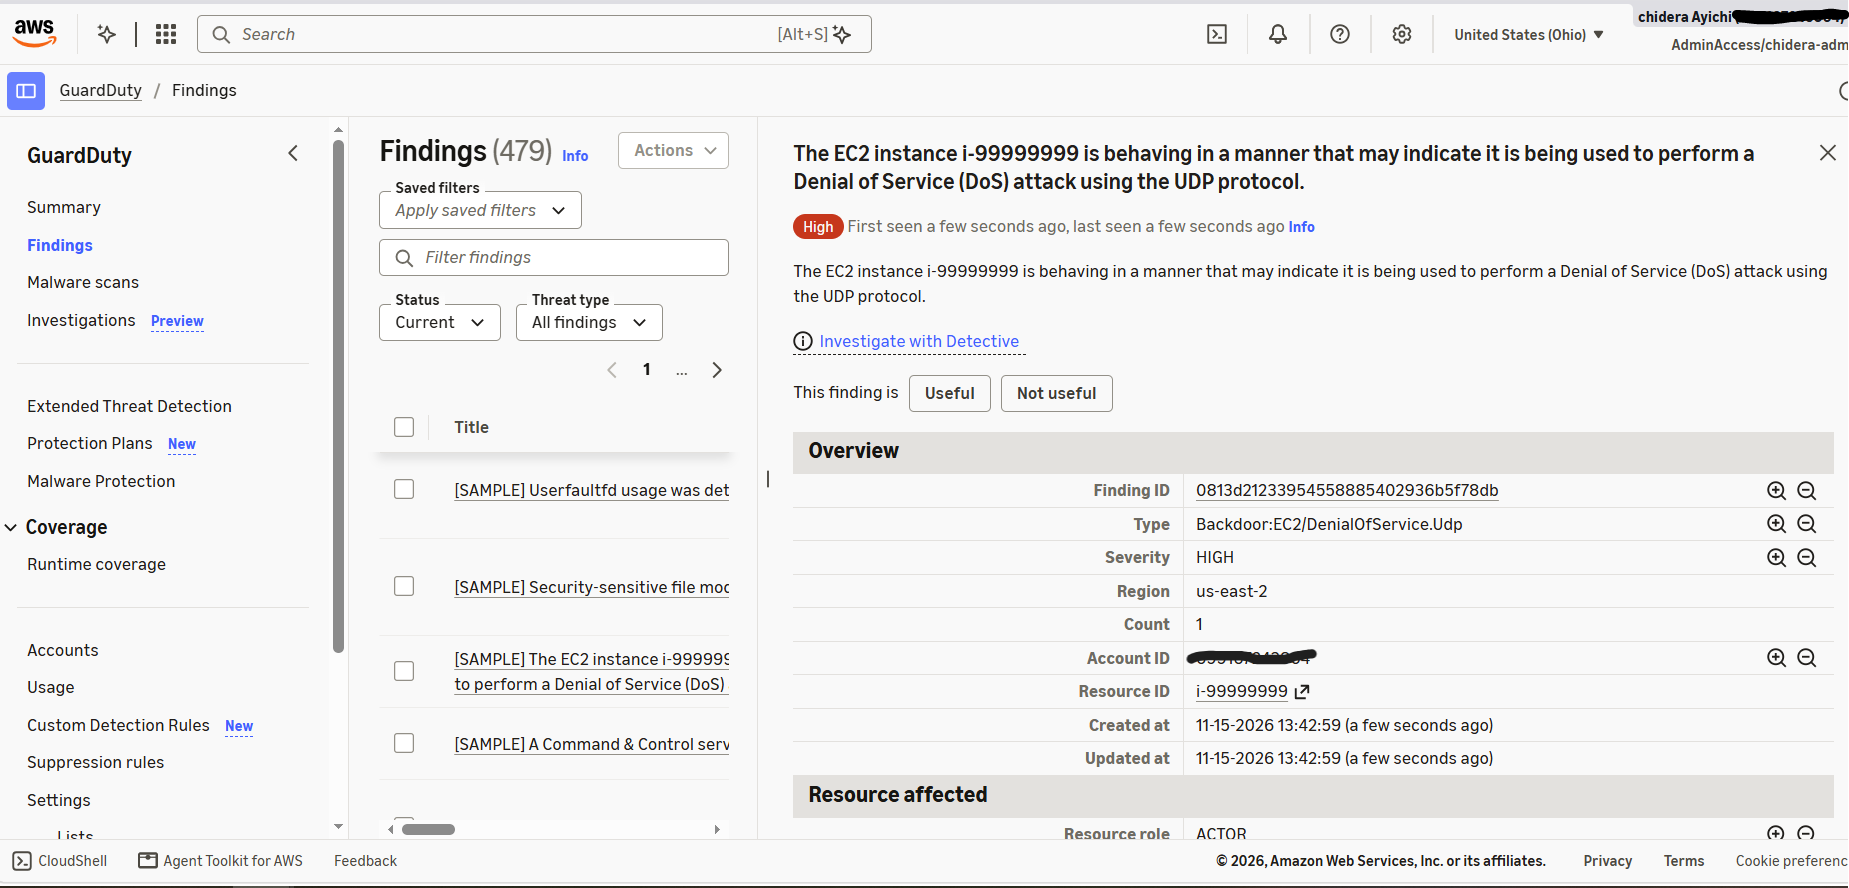 aws
Search
[Alt+S]
United States (Ohio)
chidera Ayichi
AdminAccess/chidera-adm
GuardDuty / Findings
GuardDuty
Summary
Findings
Malware scans
Investigations Preview
Extended Threat Detection
Protection Plans New
Malware Protection
Coverage
Runtime coverage
Accounts
Usage
Custom Detection Rules New
Suppression rules
Settings
Lists
Findings (479) Info
Actions
Saved filters
Apply saved filters
Filter findings
Status
Current
Threat type
All findings
1
...
Title
[SAMPLE] Userfaultfd usage was det
[SAMPLE] Security-sensitive file moc
[SAMPLE] The EC2 instance i-999999
to perform a Denial of Service (DoS)
[SAMPLE] A Command & Control serv
The EC2 instance i-99999999 is behaving in a manner that may indicate it is being used to perform a
Denial of Service (DoS) attack using the UDP protocol.
High First seen a few seconds ago, last seen a few seconds ago Info
The EC2 instance i-99999999 is behaving in a manner that may indicate it is being used to perform a Denial of Service (DoS) attack using
the UDP protocol.
Investigate with Detective
This finding is Useful Not useful
Overview
Finding ID 0813d21233954558885402936b5f78db
Type Backdoor:EC2/DenialOfService.Udp
Severity HIGH
Region us-east-2
Count 1
Account ID
Resource ID i-99999999
Created at 11-15-2026 13:42:59 (a few seconds ago)
Updated at 11-15-2026 13:42:59 (a few seconds ago)
Resource affected
Resource role ACTOR
CloudShell
Agent Toolkit for AWS
Feedback
© 2026, Amazon Web Services, Inc. or its affiliates.
Privacy
Terms
Cookie preferenc